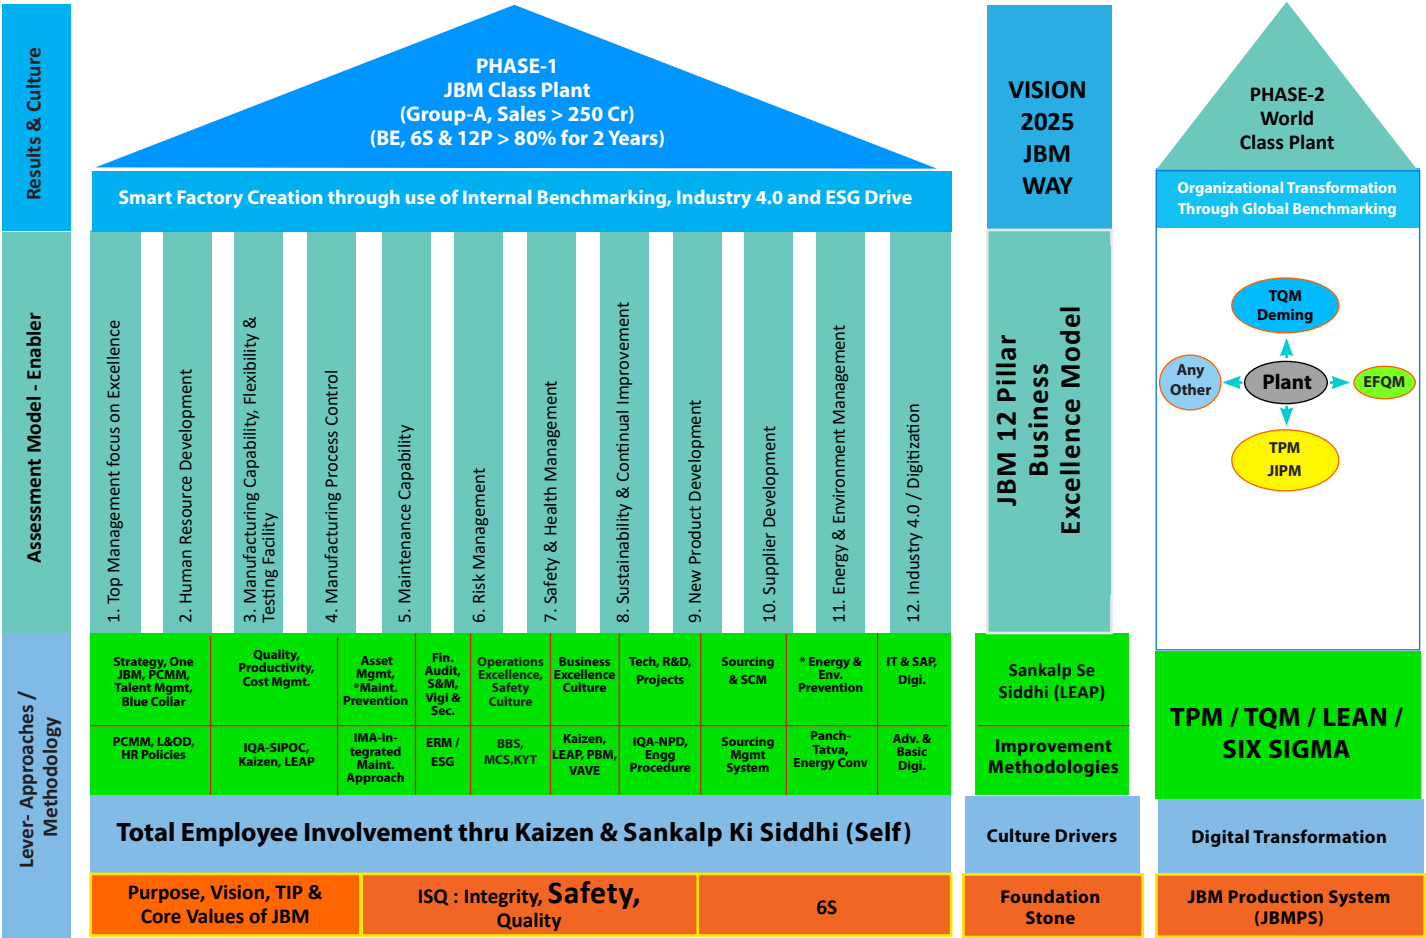 Results & Culture
PHASE-1
JBM Class Plant
(Group-A, Sales > 250 Cr)
(BE, 6S & 12P > 80% for 2 Years)
Smart Factory Creation through use of Internal Benchmarking, Industry 4.0 and ESG Drive
VISION
2025
JBM
WAY
PHASE-2
World
Class Plant
Organizational Transformation
Through Global Benchmarking
Assessment Model - Enabler
1. Top Management focus on Excellence
2. Human Resource Development
3. Manufacturing Capability, Flexibility &
Testing Facility
4. Manufacturing Process Control
5. Maintenance Capability
6. Risk Management
7. Safety & Health Management
8. Sustainability & Continual Improvement
9. New Product Development
10. Supplier Development
11. Energy & Environment Management
12. Industry 4.0 / Digitization
JBM 12 Pillar
Business
Excellence Model
TQM
Deming
Any
Other
Plant
EFQM
TPM
JIPM
Lever- Approaches /
Methodology
Strategy, One
JBM, PCMM,
Talent Mgmt,
Blue Collar
Quality,
Productivity,
Cost Mgmt.
Asset
Mgmt,
*Maint.
Prevention
Fin.
Audit,
S&M,
Vigi &
Sec.
Operations
Excellence,
Safety
Culture
Business
Excellence
Culture
Tech, R&D,
Projects
Sourcing
& SCM
* Energy &
Env.
Prevention
IT & SAP,
Digi.
Sankalp Se
Siddhi (LEAP)
PCMM, L&OD,
HR Policies
IQA-SIPOC,
Kaizen, LEAP
IMA-In-
tegrated
Maint.
Approach
ERM /
ESG
BBS,
MCS,KYT
Kaizen,
LEAP, PBM,
VAVE
IQA-NPD,
Engg
Procedure
Sourcing
Mgmt
System
Panch-
Tatva,
Energy Conv
Adv. &
Basic
Digi.
Improvement
Methodologies
TPM / TQM / LEAN /
SIX SIGMA
Total Employee Involvement thru Kaizen & Sankalp Ki Siddhi (Self)
Culture Drivers
Digital Transformation
Purpose, Vision, TIP &
Core Values of JBM
ISQ : Integrity, Safety,
Quality
6S
Foundation
Stone
JBM Production System
(JBMPS)